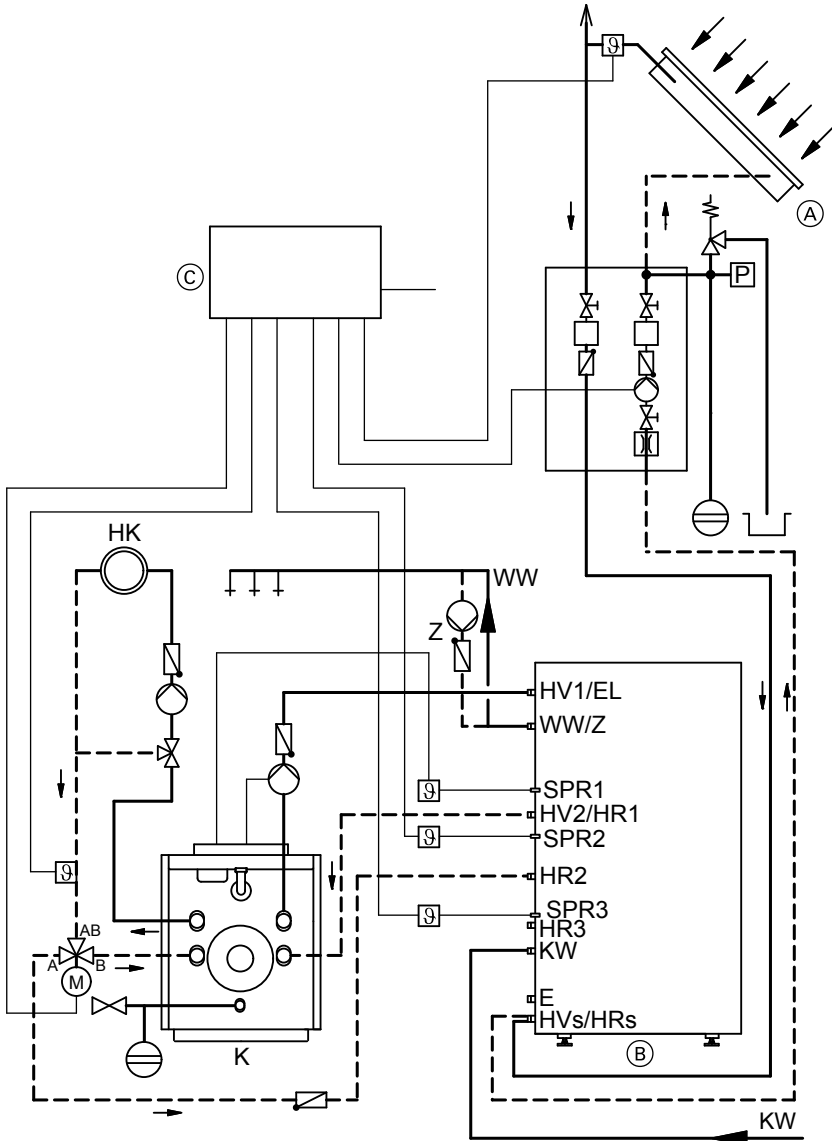 ϑ
A
C
P
HK
WW
Z
HV1/EL
WW/Z
ϑ SPR1
HV2/HR1
ϑ SPR2
ϑ
HR2
ϑ SPR3
HR3
AB
KW
A B
M
E
HVs/HRs
K
B
KW